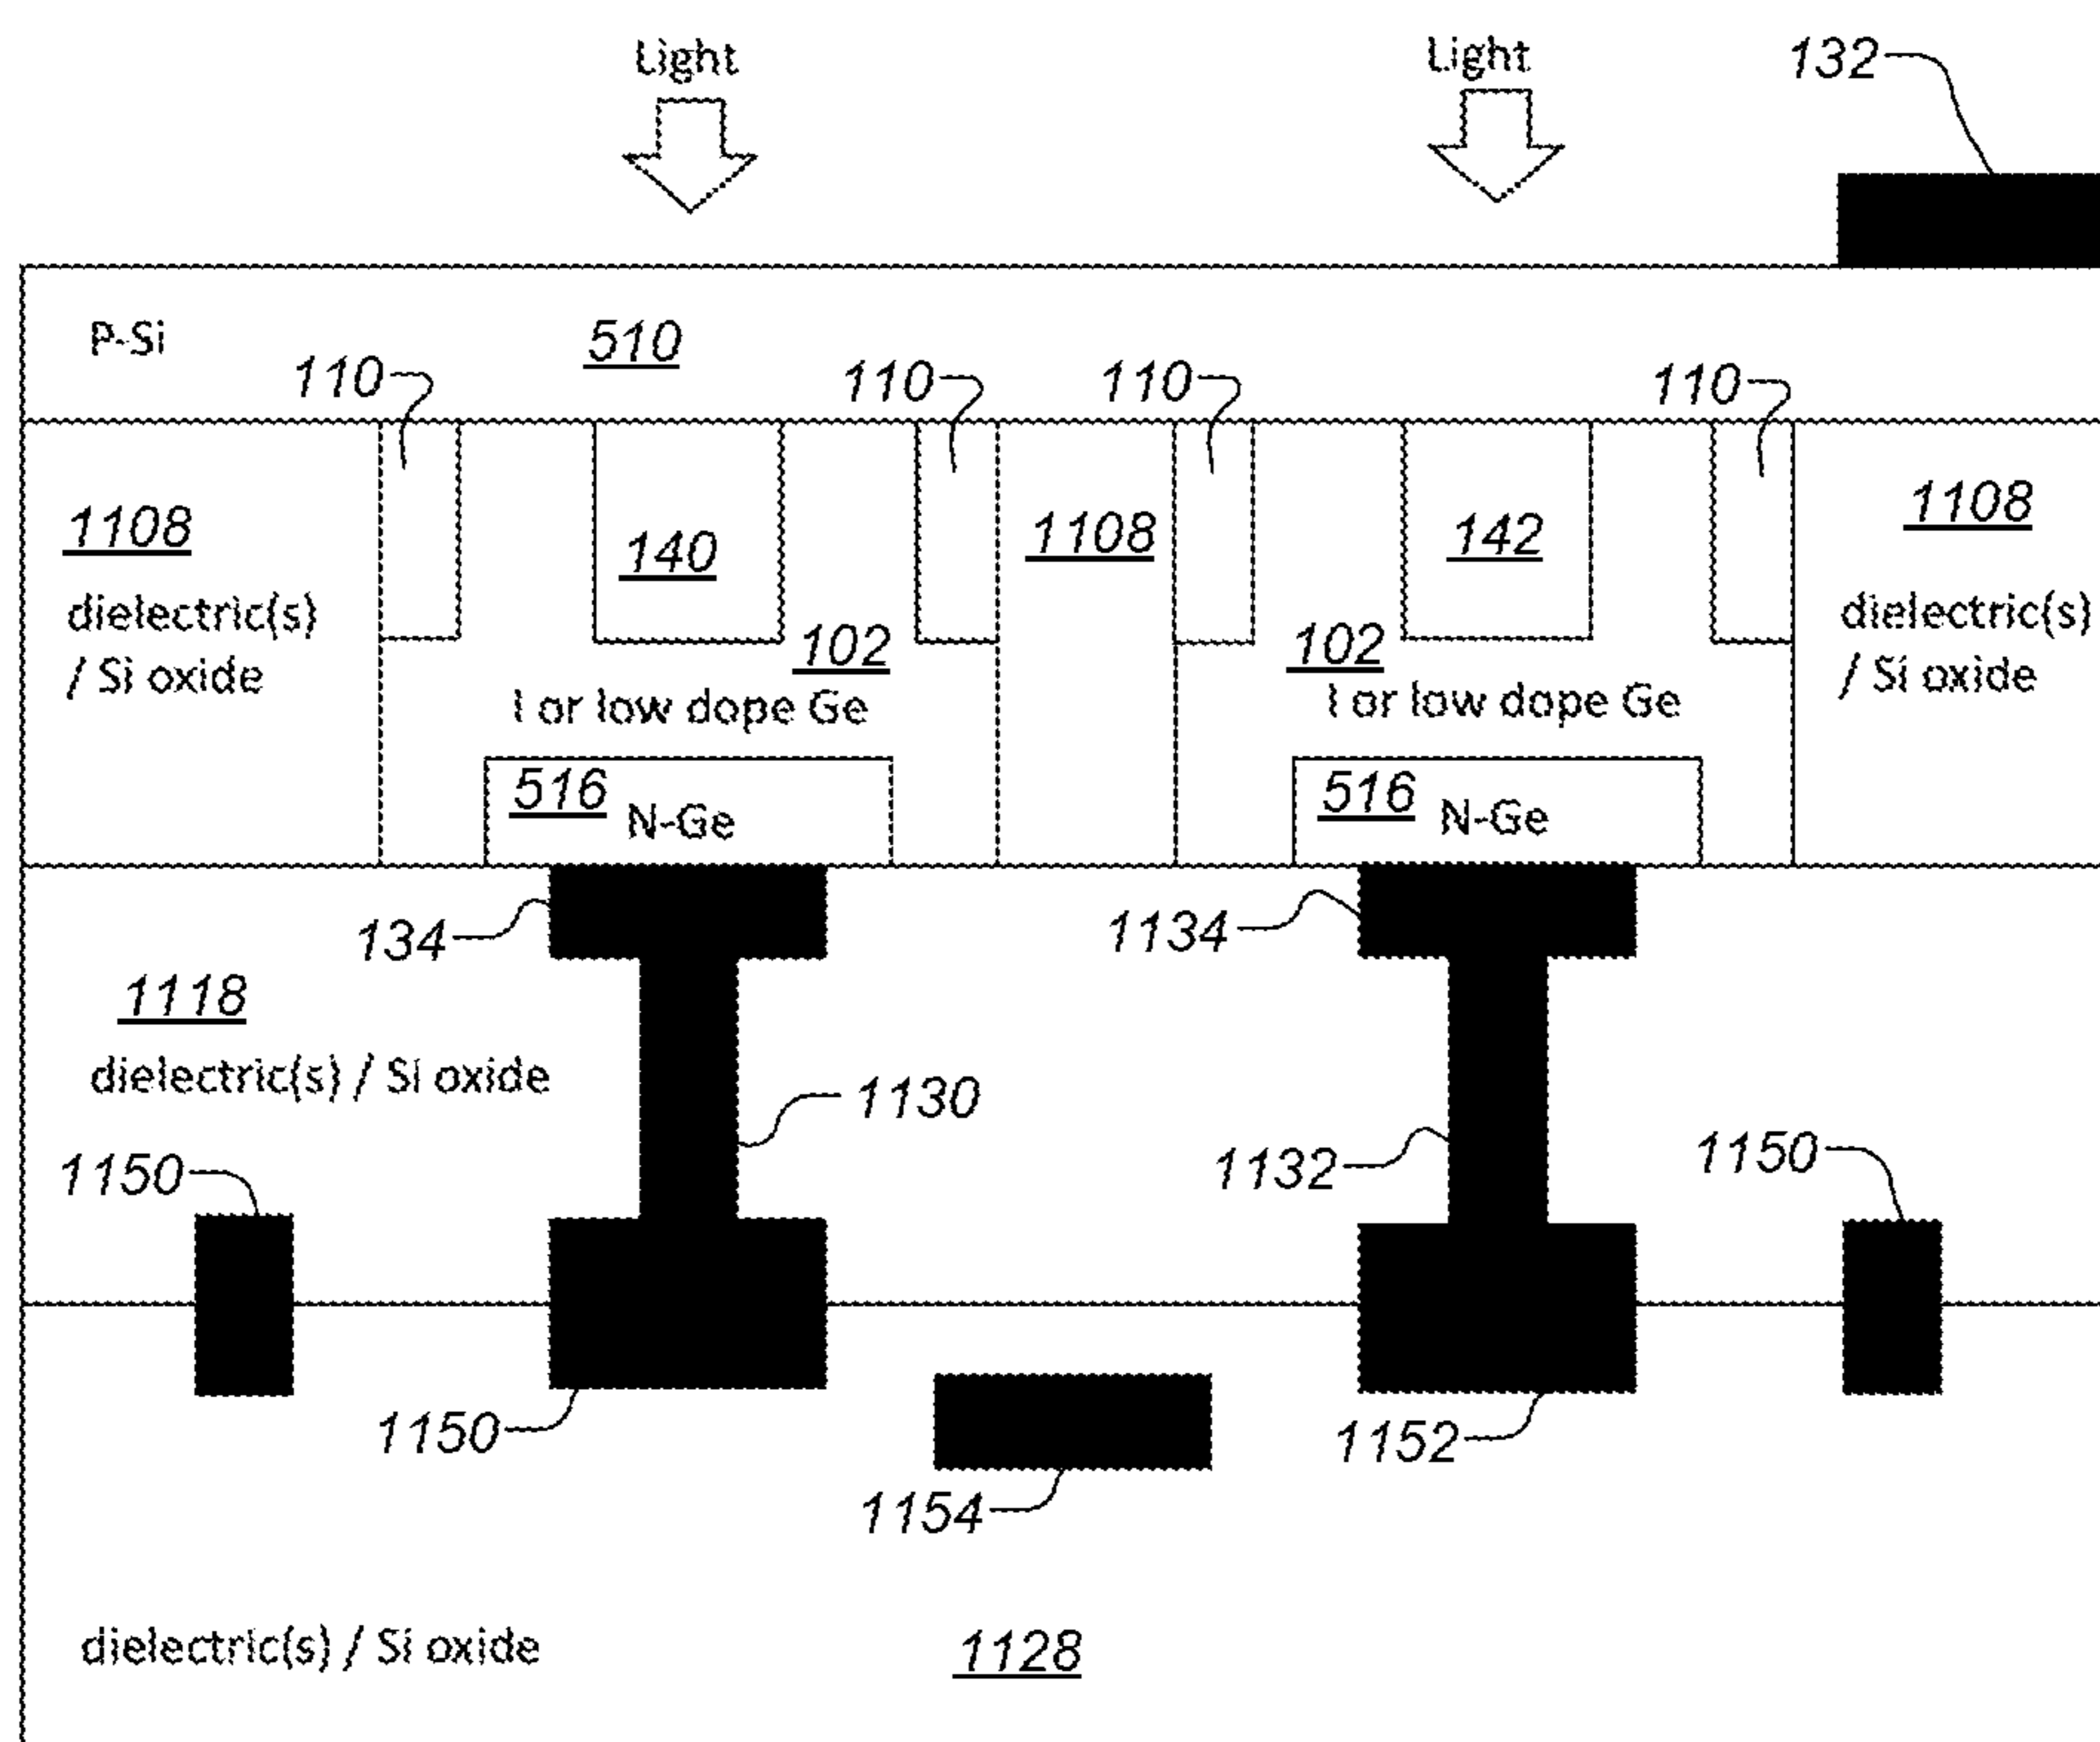 Light
Light
132
P-Si
510
110
110
110
110
1108
dielectric(s)
/ Si oxide
140
1108
142
1108
dielectric(s)
/ Si oxide
102
I or low dope Ge
102
I or low dope Ge
516 N-Ge
516 N-Ge
134
1134
1118
dielectric(s) / Si oxide
1130
1132
1150
1150
1150
1152
1154
dielectric(s) / Si oxide
1128